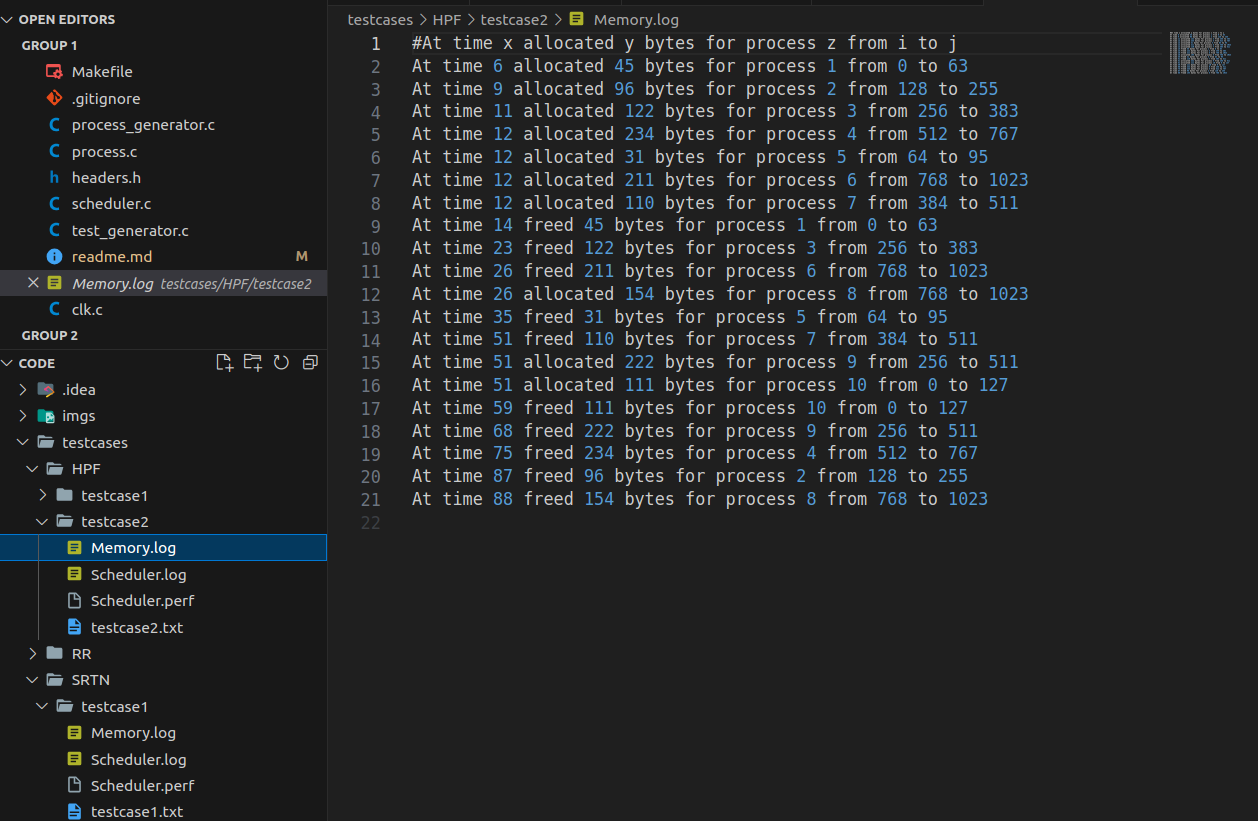 OPEN EDITORS
GROUP 1
Makefile
.gitignore
process_generator.c
process.c
headers.h
scheduler.c
test_generator.c
readme.md M
Memory.log testcases/HPF/testcase2
clk.c
GROUP 2
CODE
.idea
imgs
testcases
HPF
testcase1
testcase2
Memory.log
Scheduler.log
Scheduler.perf
testcase2.txt
RR
SRTN
testcase1
Memory.log
Scheduler.log
Scheduler.perf
testcase1.txt
testcases > HPF > testcase2 > Memory.log
1 #At time x allocated y bytes for process z from i to j
2 At time 6 allocated 45 bytes for process 1 from 0 to 63
3 At time 9 allocated 96 bytes for process 2 from 128 to 255
4 At time 11 allocated 122 bytes for process 3 from 256 to 383
5 At time 12 allocated 234 bytes for process 4 from 512 to 767
6 At time 12 allocated 31 bytes for process 5 from 64 to 95
7 At time 12 allocated 211 bytes for process 6 from 768 to 1023
8 At time 12 allocated 110 bytes for process 7 from 384 to 511
9 At time 14 freed 45 bytes for process 1 from 0 to 63
10 At time 23 freed 122 bytes for process 3 from 256 to 383
11 At time 26 freed 211 bytes for process 6 from 768 to 1023
12 At time 26 allocated 154 bytes for process 8 from 768 to 1023
13 At time 35 freed 31 bytes for process 5 from 64 to 95
14 At time 51 freed 110 bytes for process 7 from 384 to 511
15 At time 51 allocated 222 bytes for process 9 from 256 to 511
16 At time 51 allocated 111 bytes for process 10 from 0 to 127
17 At time 59 freed 111 bytes for process 10 from 0 to 127
18 At time 68 freed 222 bytes for process 9 from 256 to 511
19 At time 75 freed 234 bytes for process 4 from 512 to 767
20 At time 87 freed 96 bytes for process 2 from 128 to 255
21 At time 88 freed 154 bytes for process 8 from 768 to 1023
22